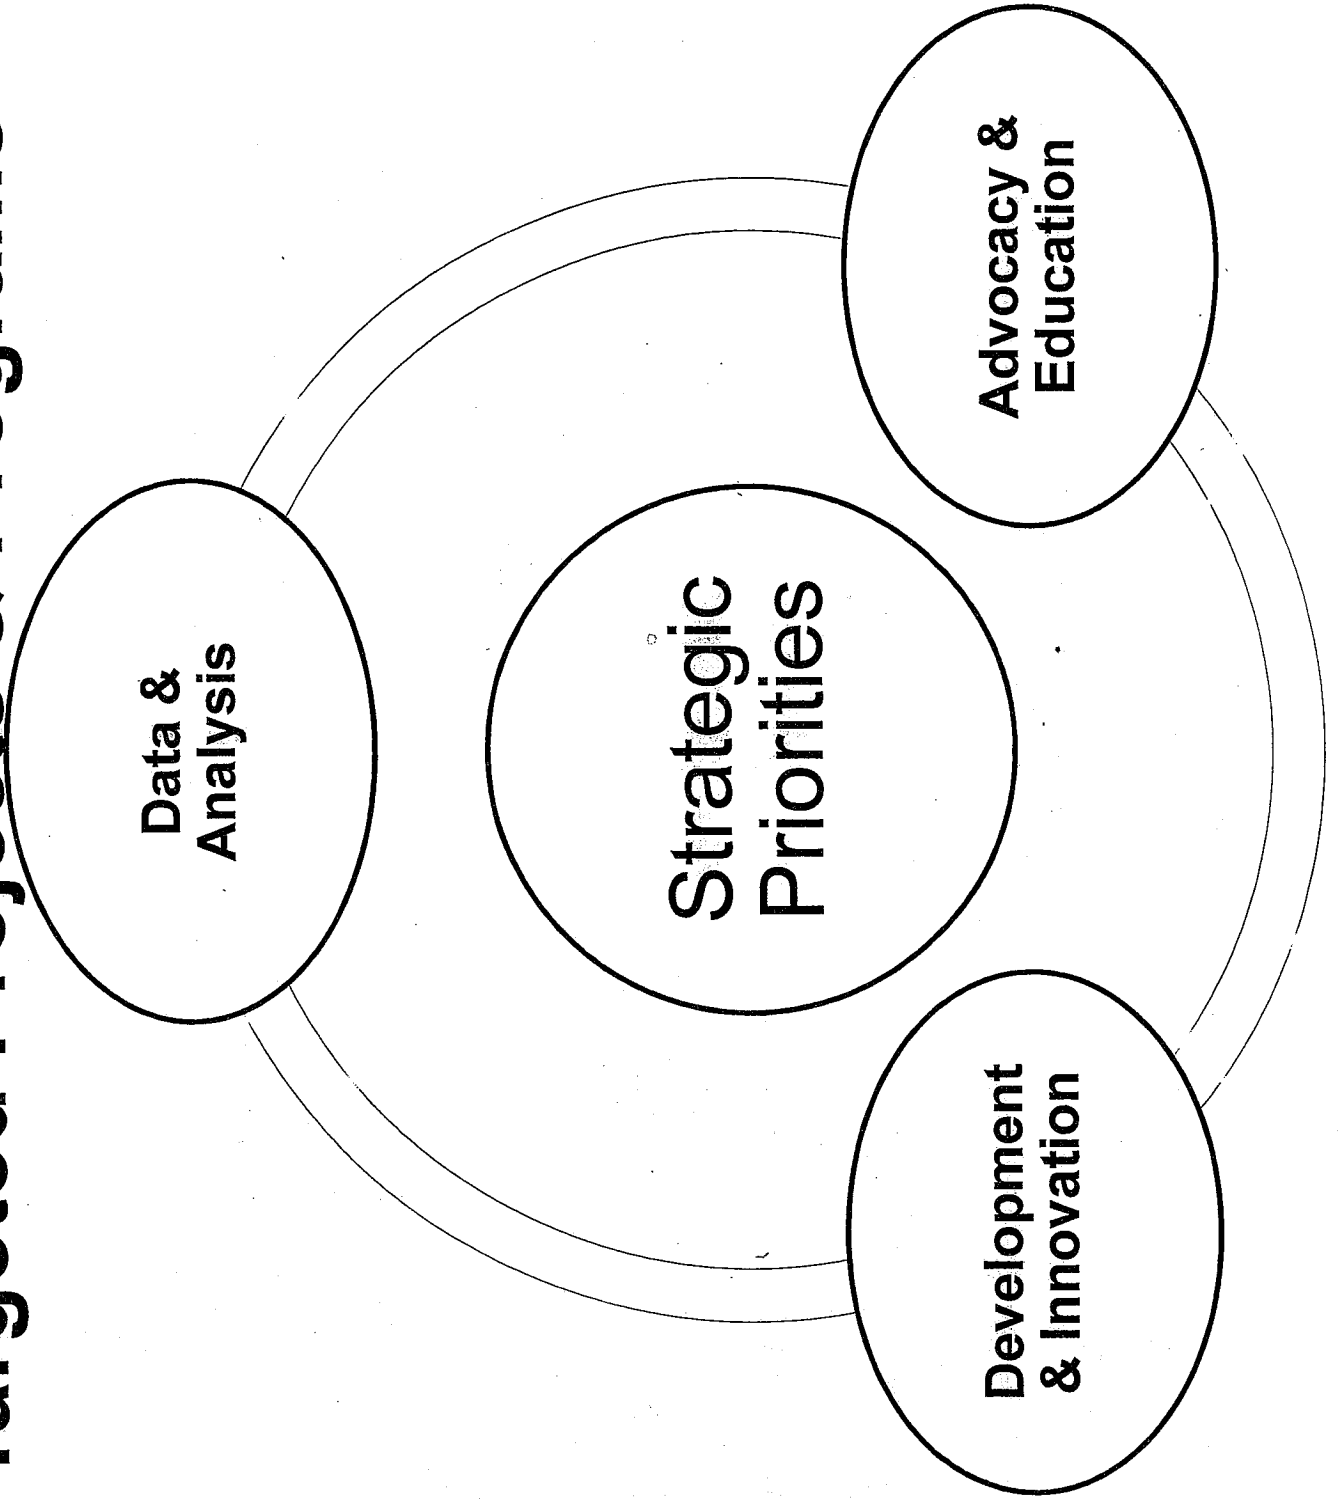 Data &
Analysis
Strategic
Priorities
Development
& Innovation
Advocacy &
Education